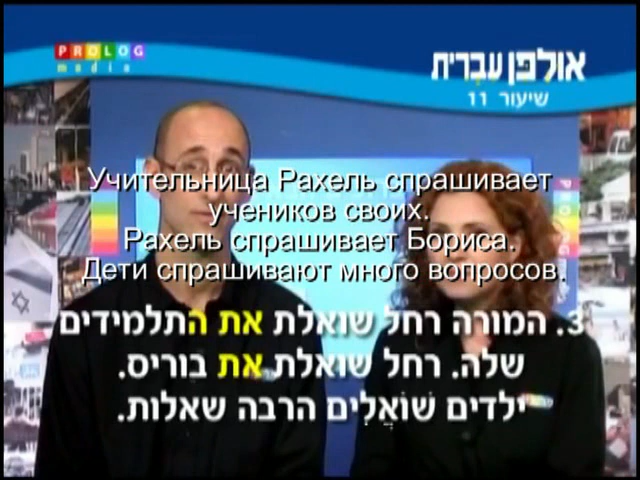 PROLOG
media
אולפן עברית
שיעור 11
Учительница Рахель спрашивает
учеников своих.
Рахель спрашивает Бориса.
Дети спрашивают много вопросов.
3. המורה רחל שואלת את התלמידים
שלה. רחל שואלת את בוריס.
ילדים שׁוֹאֲלִים הרבה שאלות.